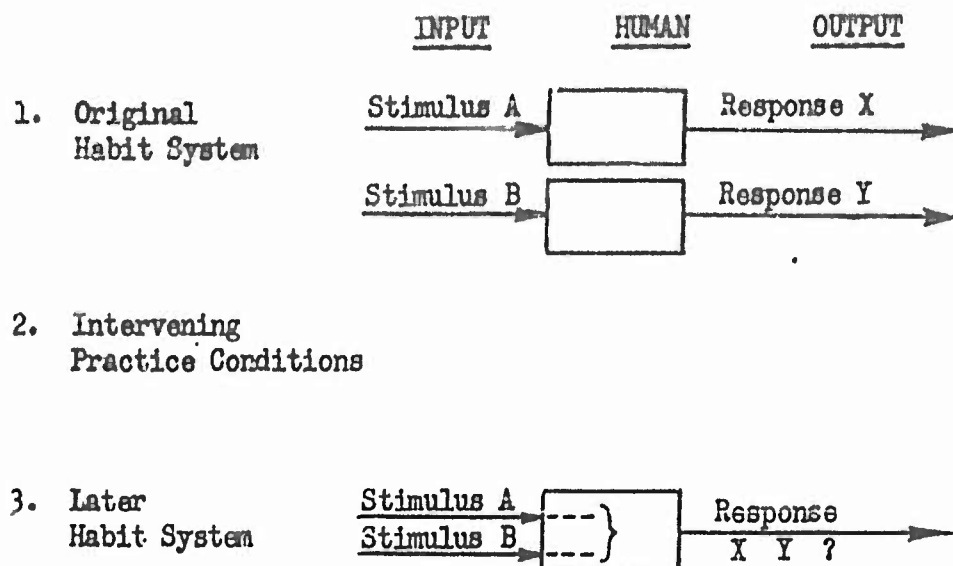 INPUT HUMAN OUTPUT
1. Original Habit System
Stimulus A Response X
Stimulus B Response Y
2. Intervening
Practice Conditions
3. Later
Habit System
Stimulus A
Stimulus B
Response
X Y ?